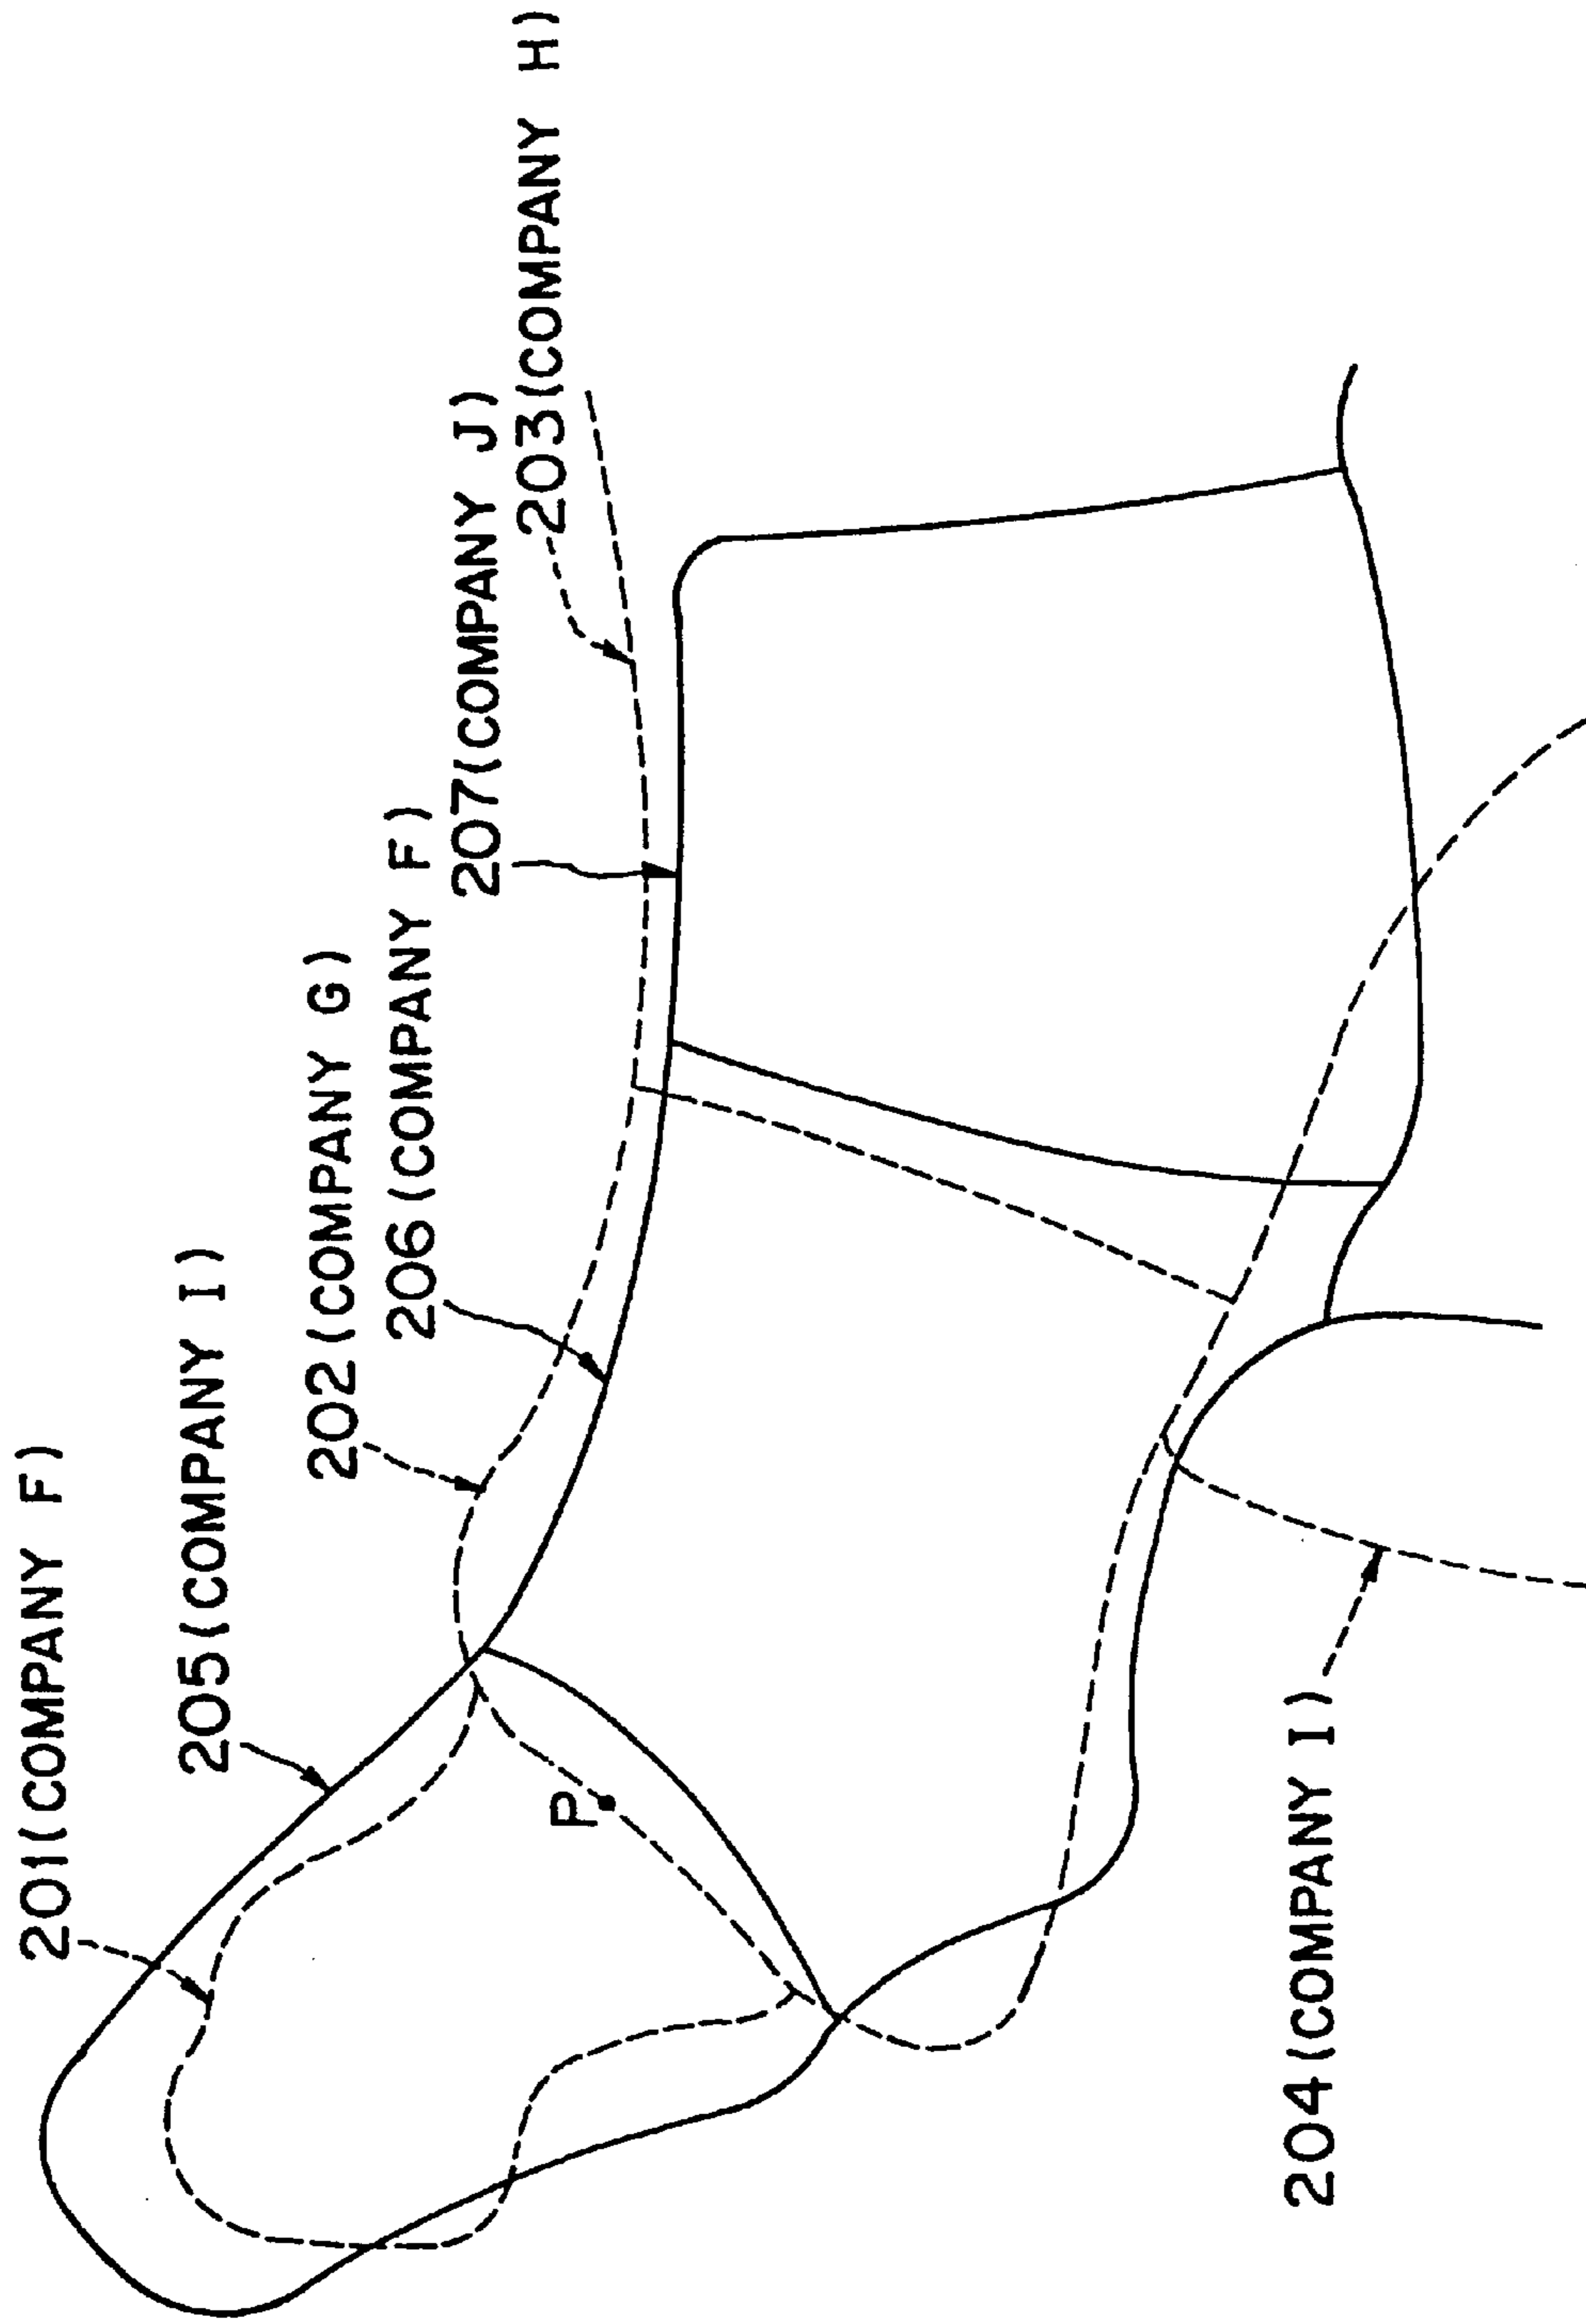 201(COMPANY F)
205(COMPANY I)
202(COMPANY G)
206(COMPANY F)
207(COMPANY J)
203(COMPANY H)
P
204(COMPANY I)